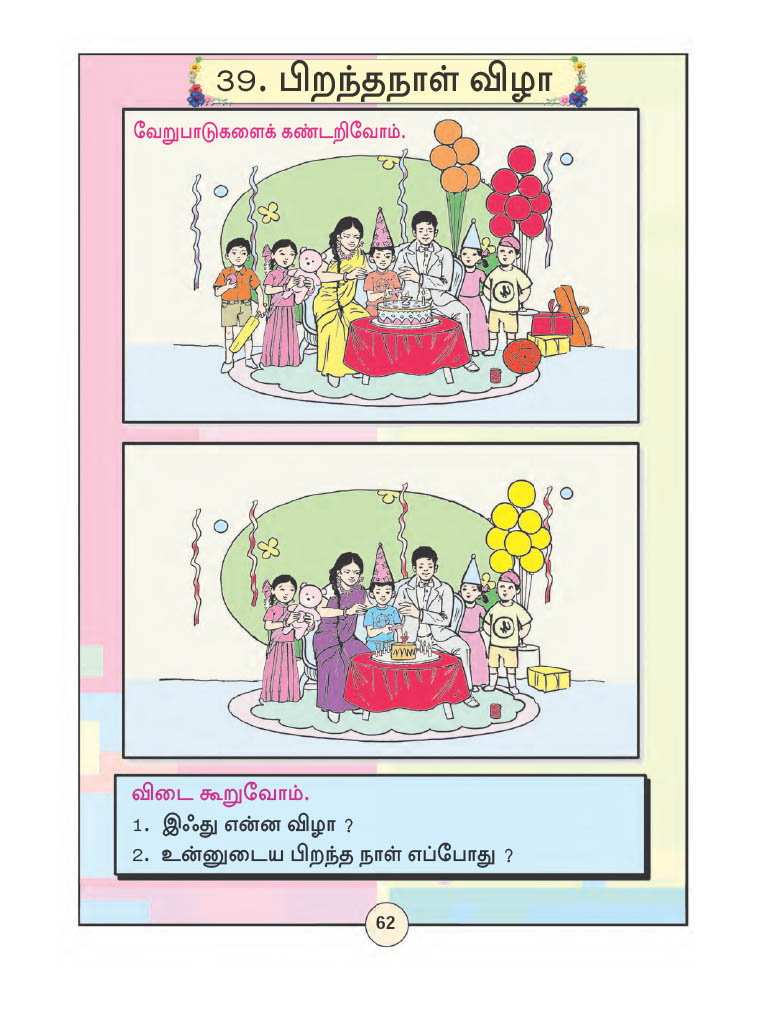 39. பிறந்தநாள் விழா
வேறுபாடுகளைக் கண்டறிவோம்.
விடை கூறுவோம்.
1. இஃது என்ன விழா ?
2. உன்னுடைய பிறந்த நாள் எப்போது ?
62